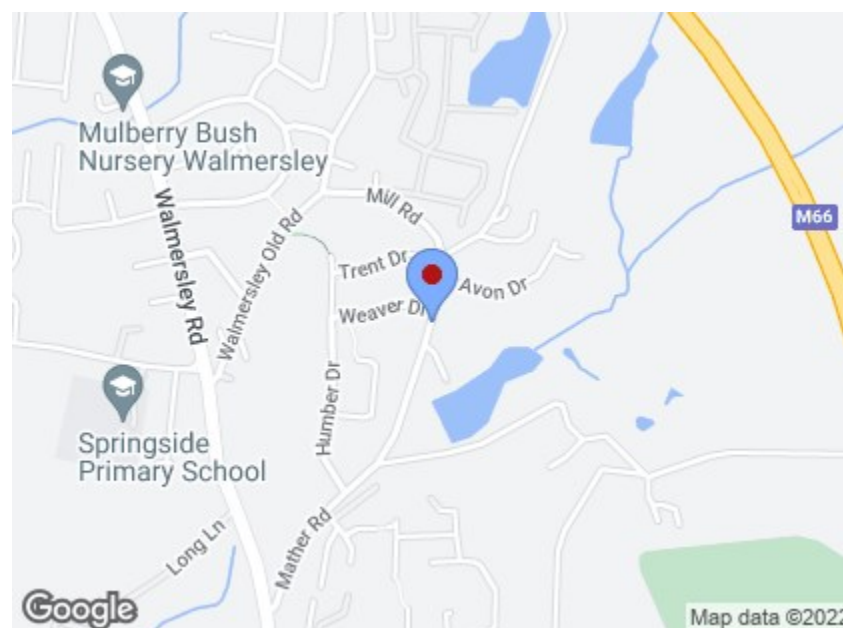 Mulberry Bush
Nursery Walmersley
Walmersley Rd
Walmersley Old Rd
Mill Rd
M66
Trent Dr
Avon Dr
Weaver Dr
Humber Dr
Springside
Primary School
Long Ln
Mather Rd
Google
Map data ©2022